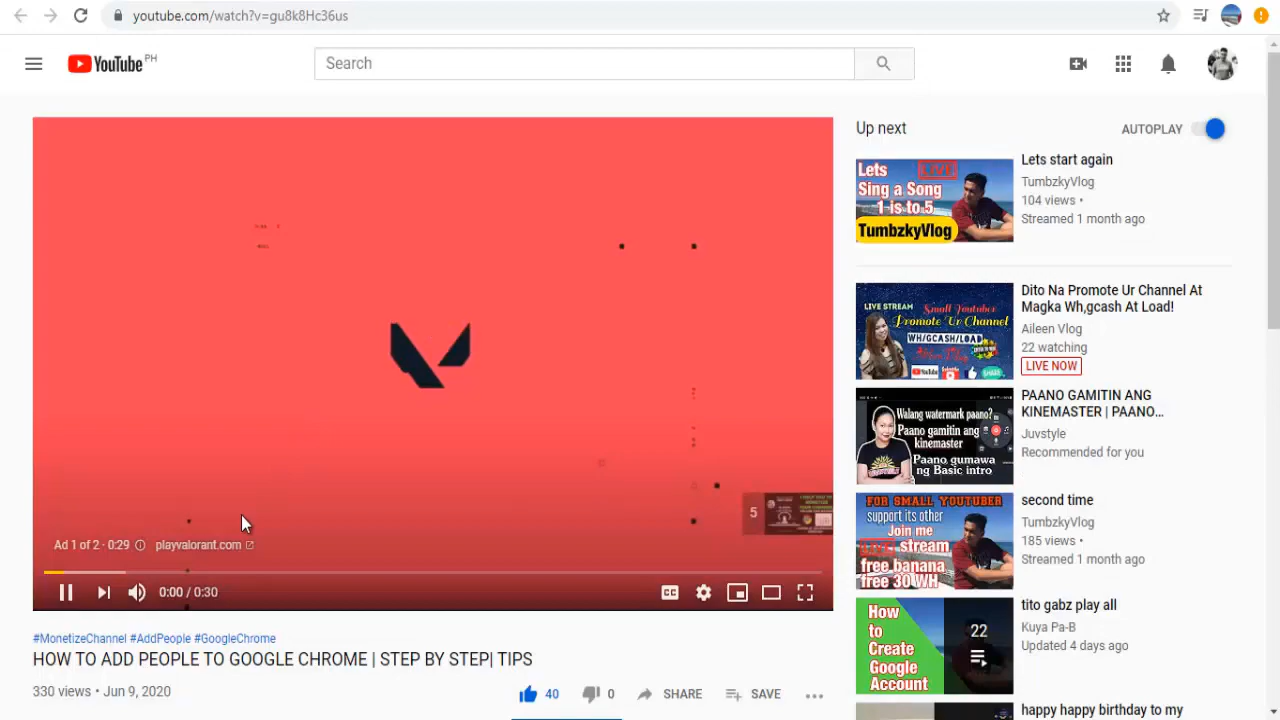 youtube.com/watch?v=gu8k8Hc36us
YouTube PH
Search
Ad 1 of 2 · 0:29
playvalorant.com
5
0:00 / 0:30
CC
#MonetizeChannel #AddPeople #GoogleChrome
HOW TO ADD PEOPLE TO GOOGLE CHROME | STEP BY STEP| TIPS
330 views • Jun 9, 2020
40
0
SHARE
SAVE
Up next
AUTOPLAY
Lets LIVE
Sing a Song
1 is to 5
TumbzkyVlog
Lets start again
TumbzkyVlog
104 views •
Streamed 1 month ago
LIVE STREAM
Small Youtuber
Promote Ur Channel
WH/GCASH/LOAD
YouTube
SHARE
Dito Na Promote Ur Channel At
Magka Wh,gcash At Load!
Aileen Vlog
22 watching
LIVE NOW
Walang watermark paano?
Paano gamitin ang
kinemaster
Paano gumawa
ng Basic intro
PAANO GAMITIN ANG
KINEMASTER | PAANO...
Juvstyle
Recommended for you
FOR SMALL YOUTUBER
support its other
Join me
LIVE stream
free banana
free 30 WH
second time
TumbzkyVlog
185 views •
Streamed 1 month ago
How
to
Create
Google
Account
22
tito gabz play all
Kuya Pa-B
Updated 4 days ago
happy happy birthday to my